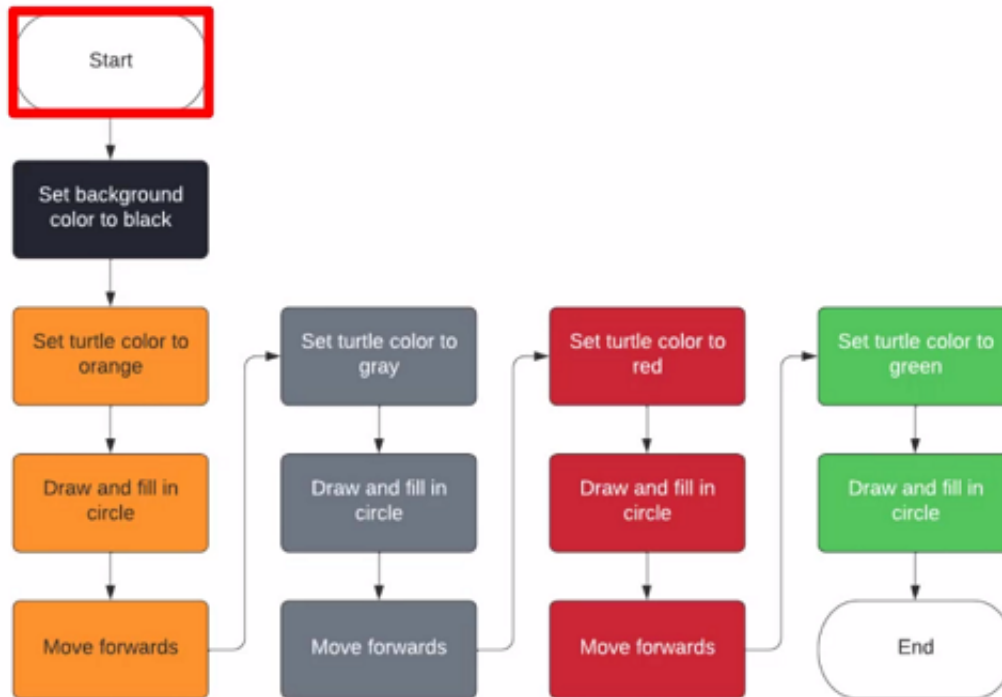 Start
Set background
color to black
Set turtle color to
orange
Draw and fill in
circle
Move forwards
Set turtle color to
gray
Draw and fill in
circle
Move forwards
Set turtle color to
red
Draw and fill in
circle
Move forwards
Set turtle color to
green
Draw and fill in
circle
End